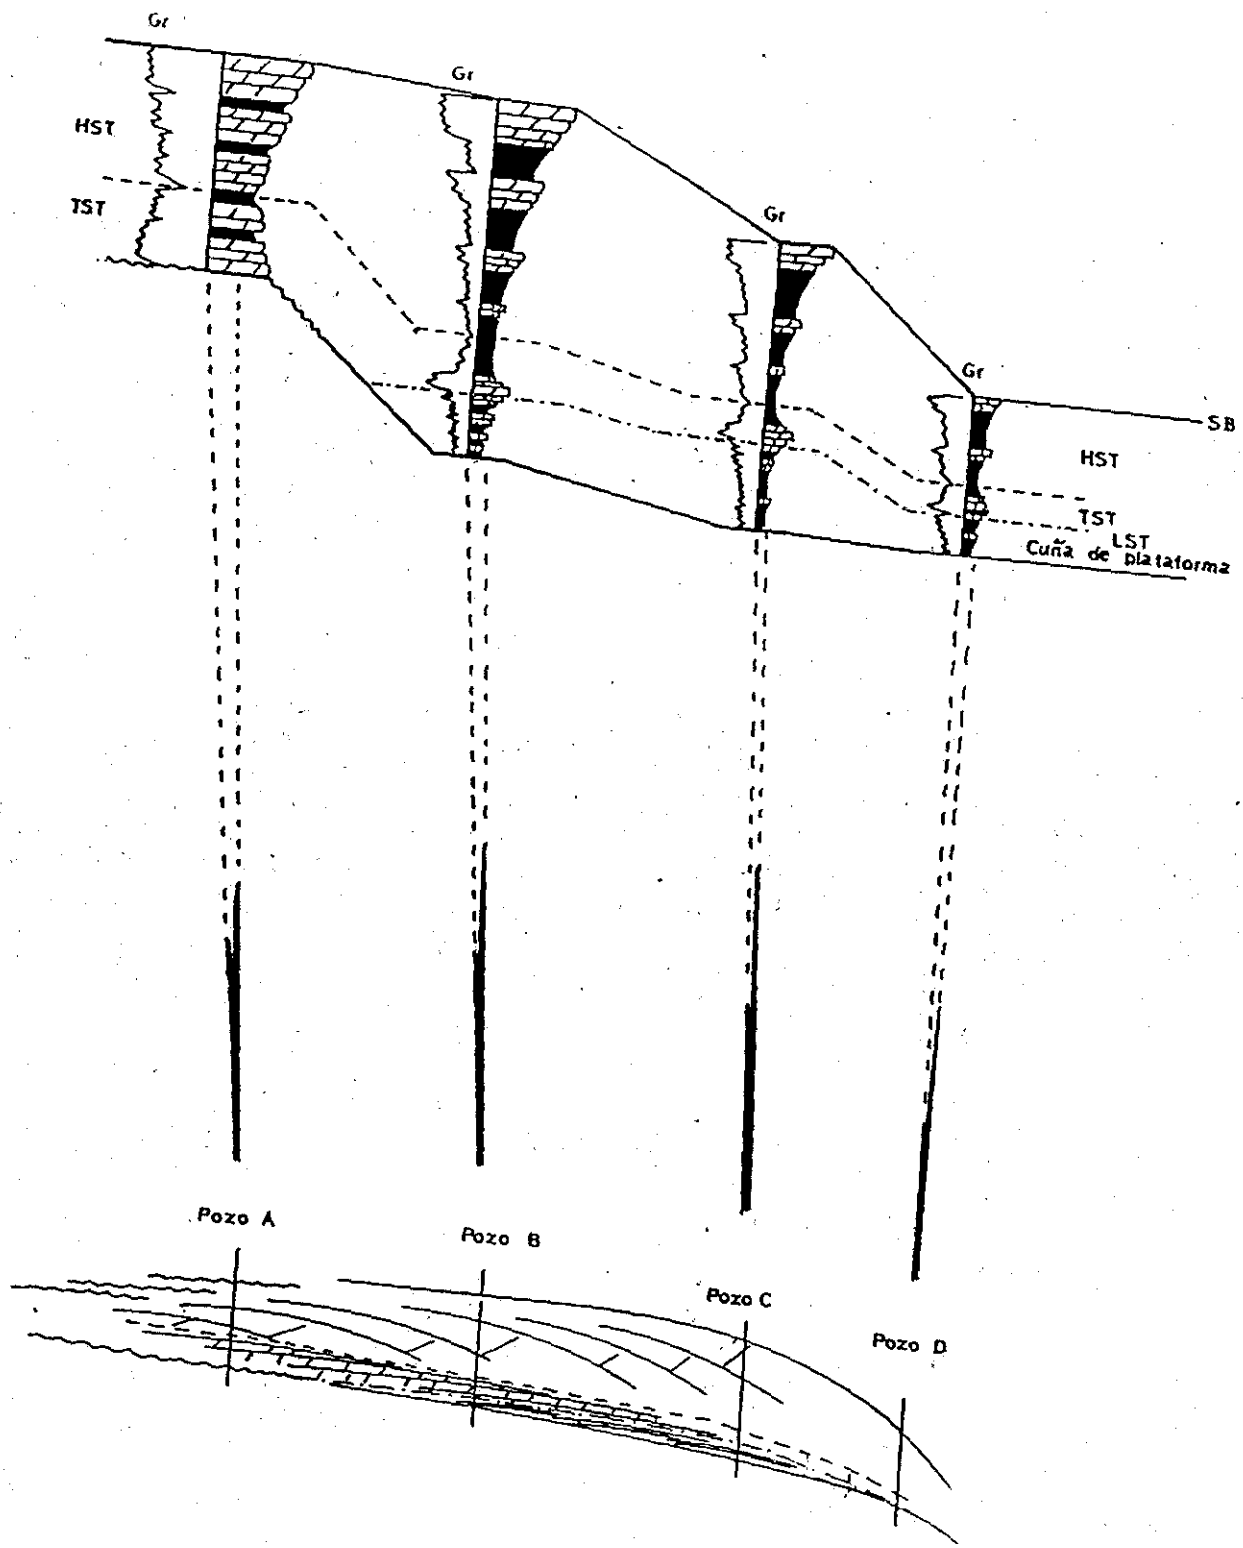 Gr
Gr
HST
TST
Gr
Gr
SB
HST
TST
LST
Cuña de plataforma
Pozo A
Pozo B
Pozo C
Pozo D